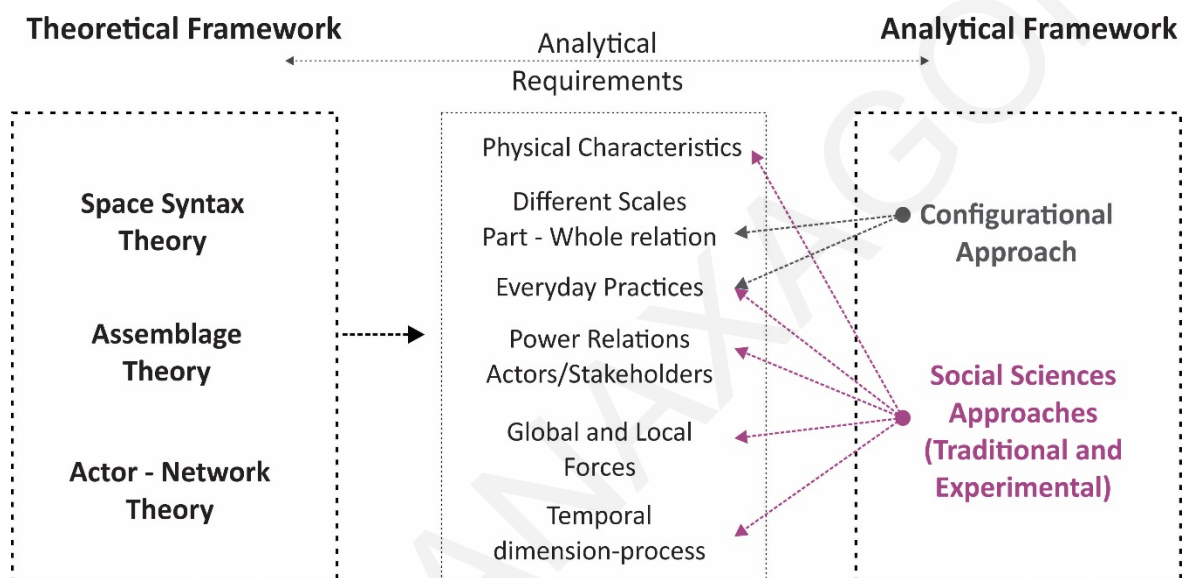 Theoretical Framework
Analytical
Requirements
Analytical Framework
Space Syntax
Theory
Assemblage
Theory
Actor - Network
Theory
Physical Characteristics
Different Scales
Part - Whole relation
Everyday Practices
Power Relations
Actors/Stakeholders
Global and Local
Forces
Temporal
dimension-process
Configurational
Approach
Social Sciences
Approaches
(Traditional and
Experimental)